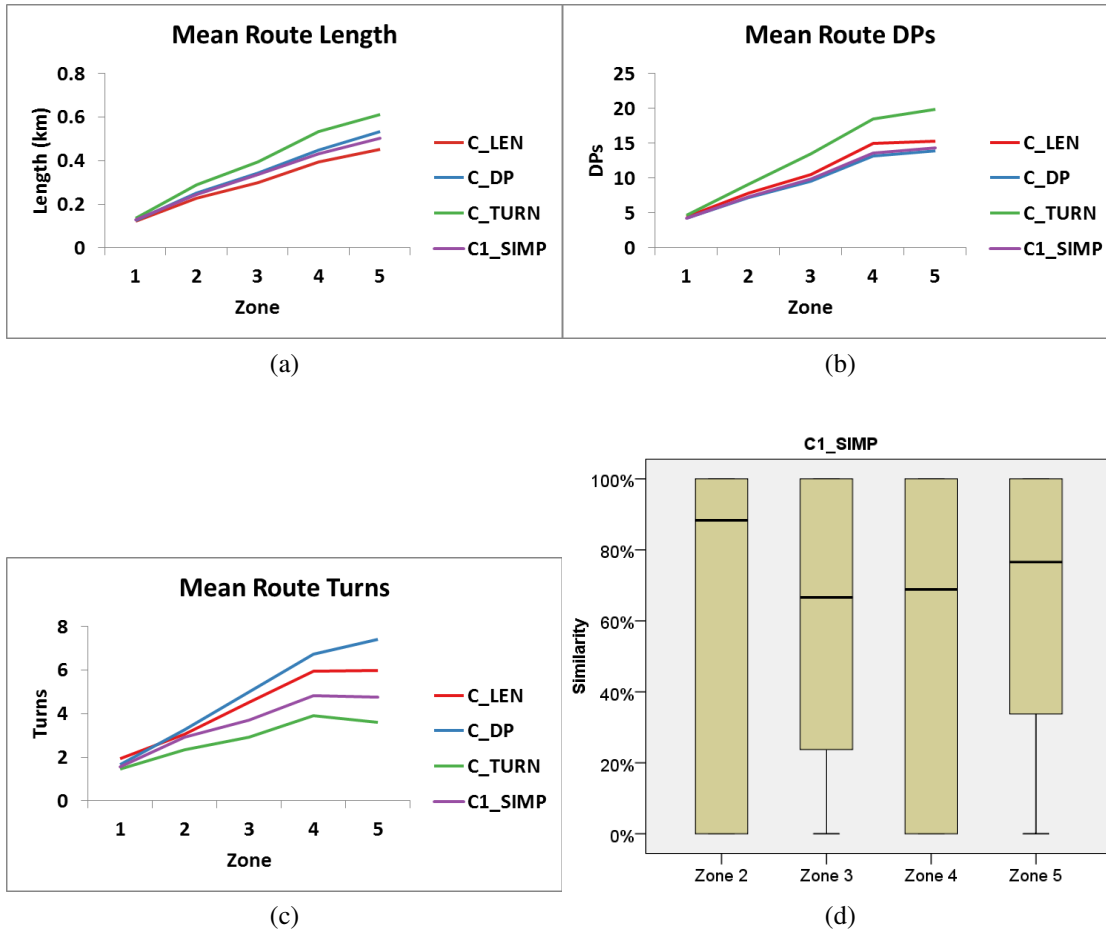 Mean Route Length
0.8
0.6
0.4
0.2
0
Length (km)
1 2 3 4 5
Zone
C_LEN
C_DP
C_TURN
C1_SIMP
(a)
Mean Route DPs
25
20
15
10
5
0
DPs
1 2 3 4 5
Zone
C_LEN
C_DP
C_TURN
C1_SIMP
(b)
Mean Route Turns
8
6
4
2
0
Turns
1 2 3 4 5
Zone
C_LEN
C_DP
C_TURN
C1_SIMP
(c)
C1_SIMP
100%
80%
60%
40%
20%
0%
Similarity
Zone 2 Zone 3 Zone 4 Zone 5
(d)